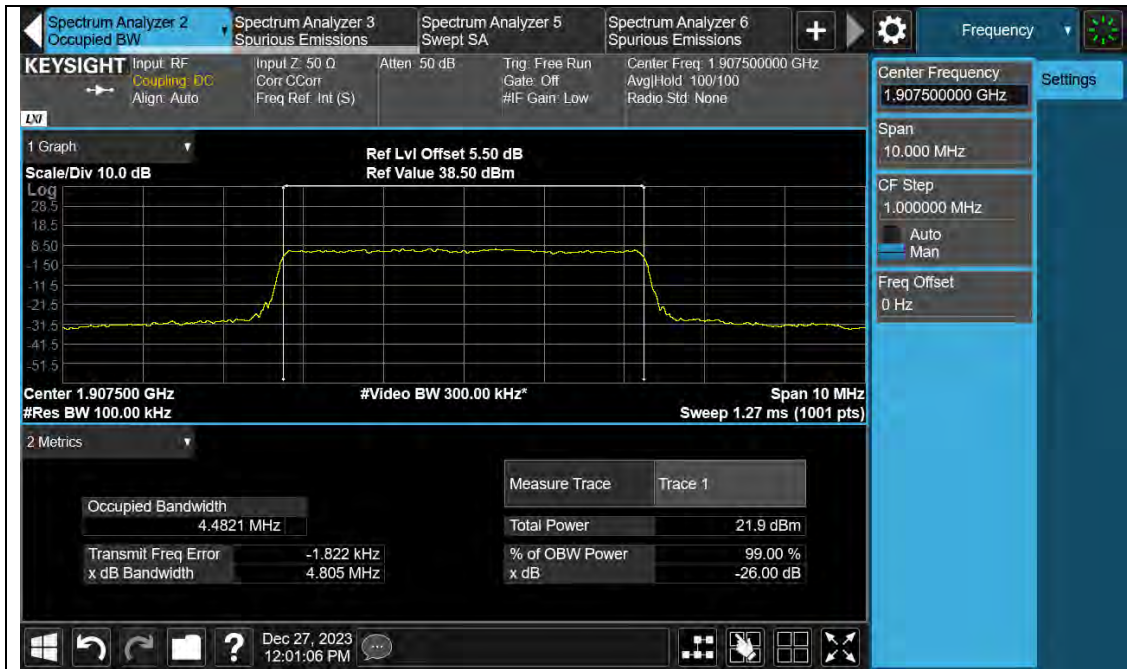 Spectrum Analyzer 2
Occupied BW
Spectrum Analyzer 3
Spurious Emissions
Spectrum Analyzer 5
Swept SA
Spectrum Analyzer 6
Spurious Emissions
+
Frequency
KEYSIGHT
Input: RF
Coupling: DC
Align: Auto
Input Z: 50 Ω
Corr CCorr
Freq Ref: Int (S)
Atten: 50 dB
Trig: Free Run
Gate: Off
#IF Gain: Low
Center Freq: 1.907500000 GHz
Avg|Hold: 100/100
Radio Std: None
LXI
Center Frequency
1.907500000 GHz
Settings
Span
10.000 MHz
CF Step
1.000000 MHz
Auto
Man
Freq Offset
0 Hz
1 Graph
Scale/Div 10.0 dB
Ref Lvl Offset 5.50 dB
Ref Value 38.50 dBm
Log
28.5
18.5
8.50
-1.50
-11.5
-21.5
-31.5
-41.5
-51.5
Center 1.907500 GHz
#Video BW 300.00 kHz*
Span 10 MHz
#Res BW 100.00 kHz
Sweep 1.27 ms (1001 pts)
2 Metrics
Measure Trace Trace 1
Occupied Bandwidth
4.4821 MHz
Total Power 21.9 dBm
Transmit Freq Error -1.822 kHz
% of OBW Power 99.00 %
x dB Bandwidth 4.805 MHz
x dB -26.00 dB
?
Dec 27, 2023
12:01:06 PM